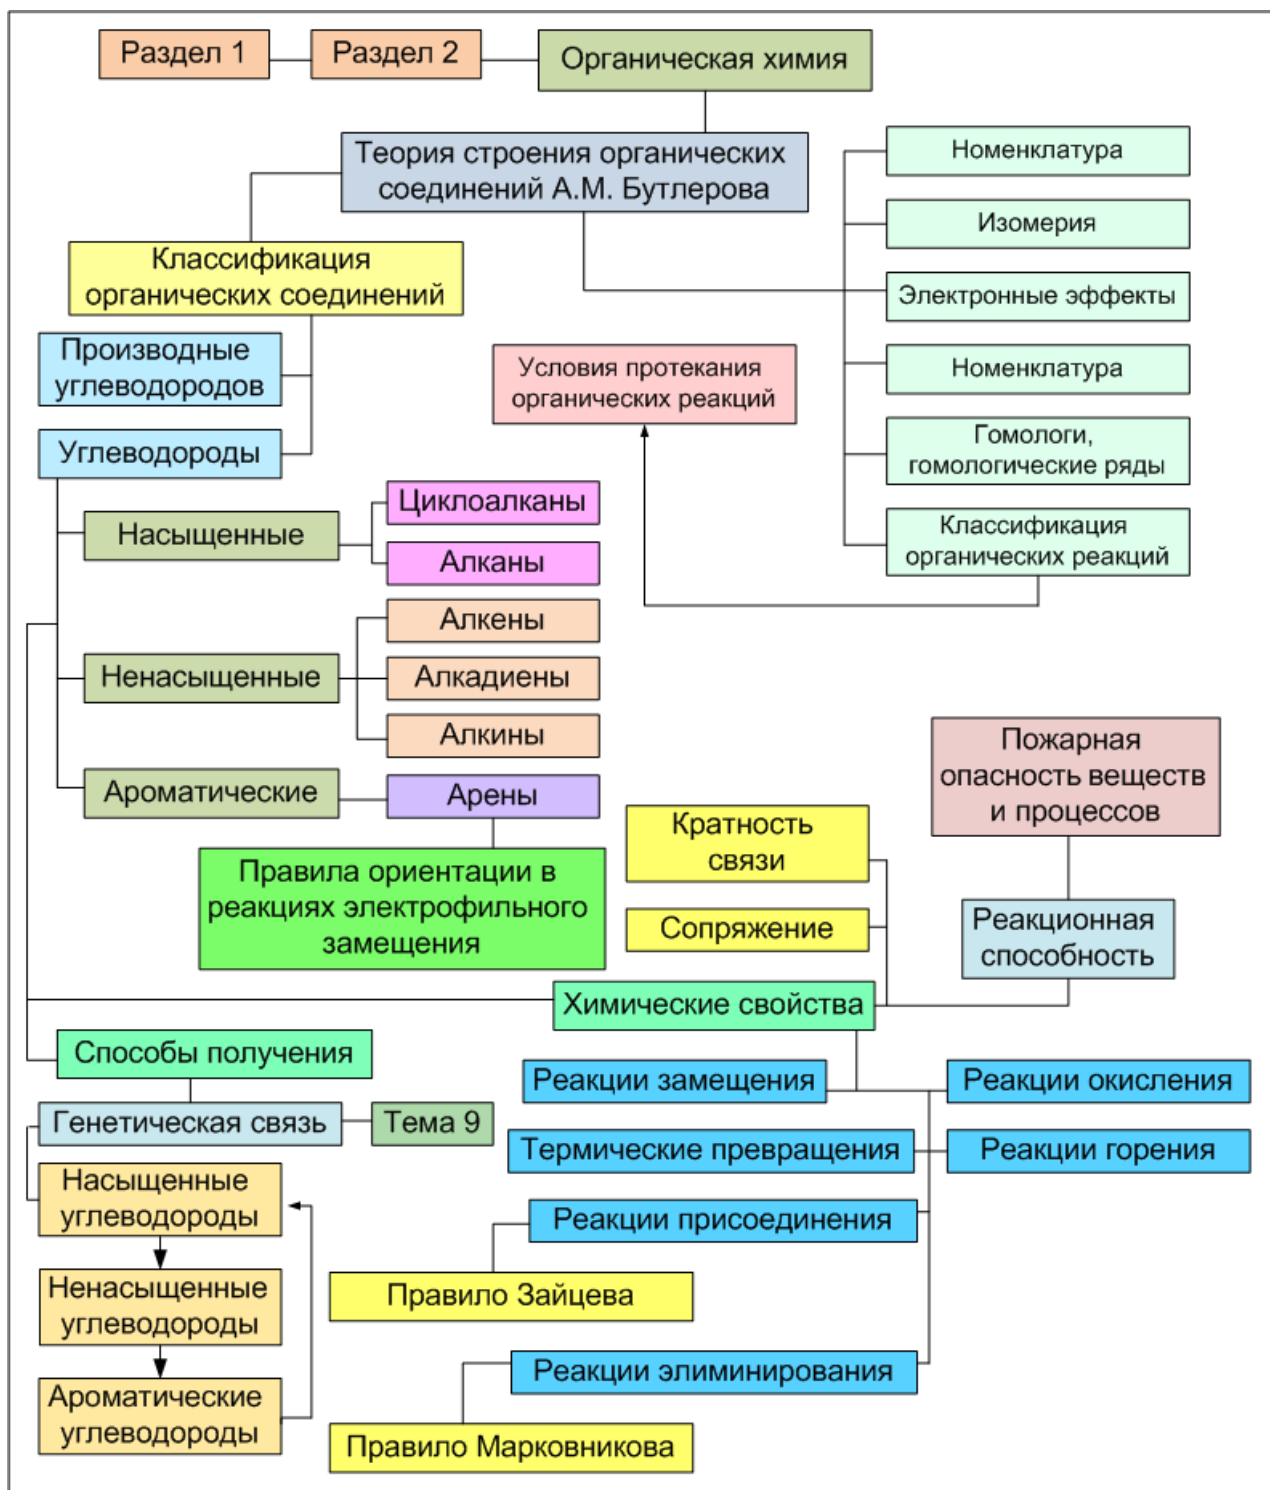 Раздел 1
Раздел 2
Органическая химия
Теория строения органических
соединений А.М. Бутлерова
Номенклатура
Изомерия
Электронные эффекты
Номенклатура
Гомологи,
гомологические ряды
Классификация
органических реакций
Условия протекания
органических реакций
Классификация
органических соединений
Производные
углеводородов
Углеводороды
Насыщенные
Циклоалканы
Алканы
Ненасыщенные
Алкены
Алкадиены
Алкины
Ароматические
Арены
Правила ориентации в
реакциях электрофильного
замещения
Пожарная
опасность веществ
и процессов
Кратность
связи
Сопряжение
Реакционная
способность
Химические свойства
Способы получения
Генетическая связь
Тема 9
Насыщенные
углеводороды
Ненасыщенные
углеводороды
Ароматические
углеводороды
Реакции замещения
Реакции окисления
Термические превращения
Реакции горения
Реакции присоединения
Правило Зайцева
Реакции элиминирования
Правило Марковникова